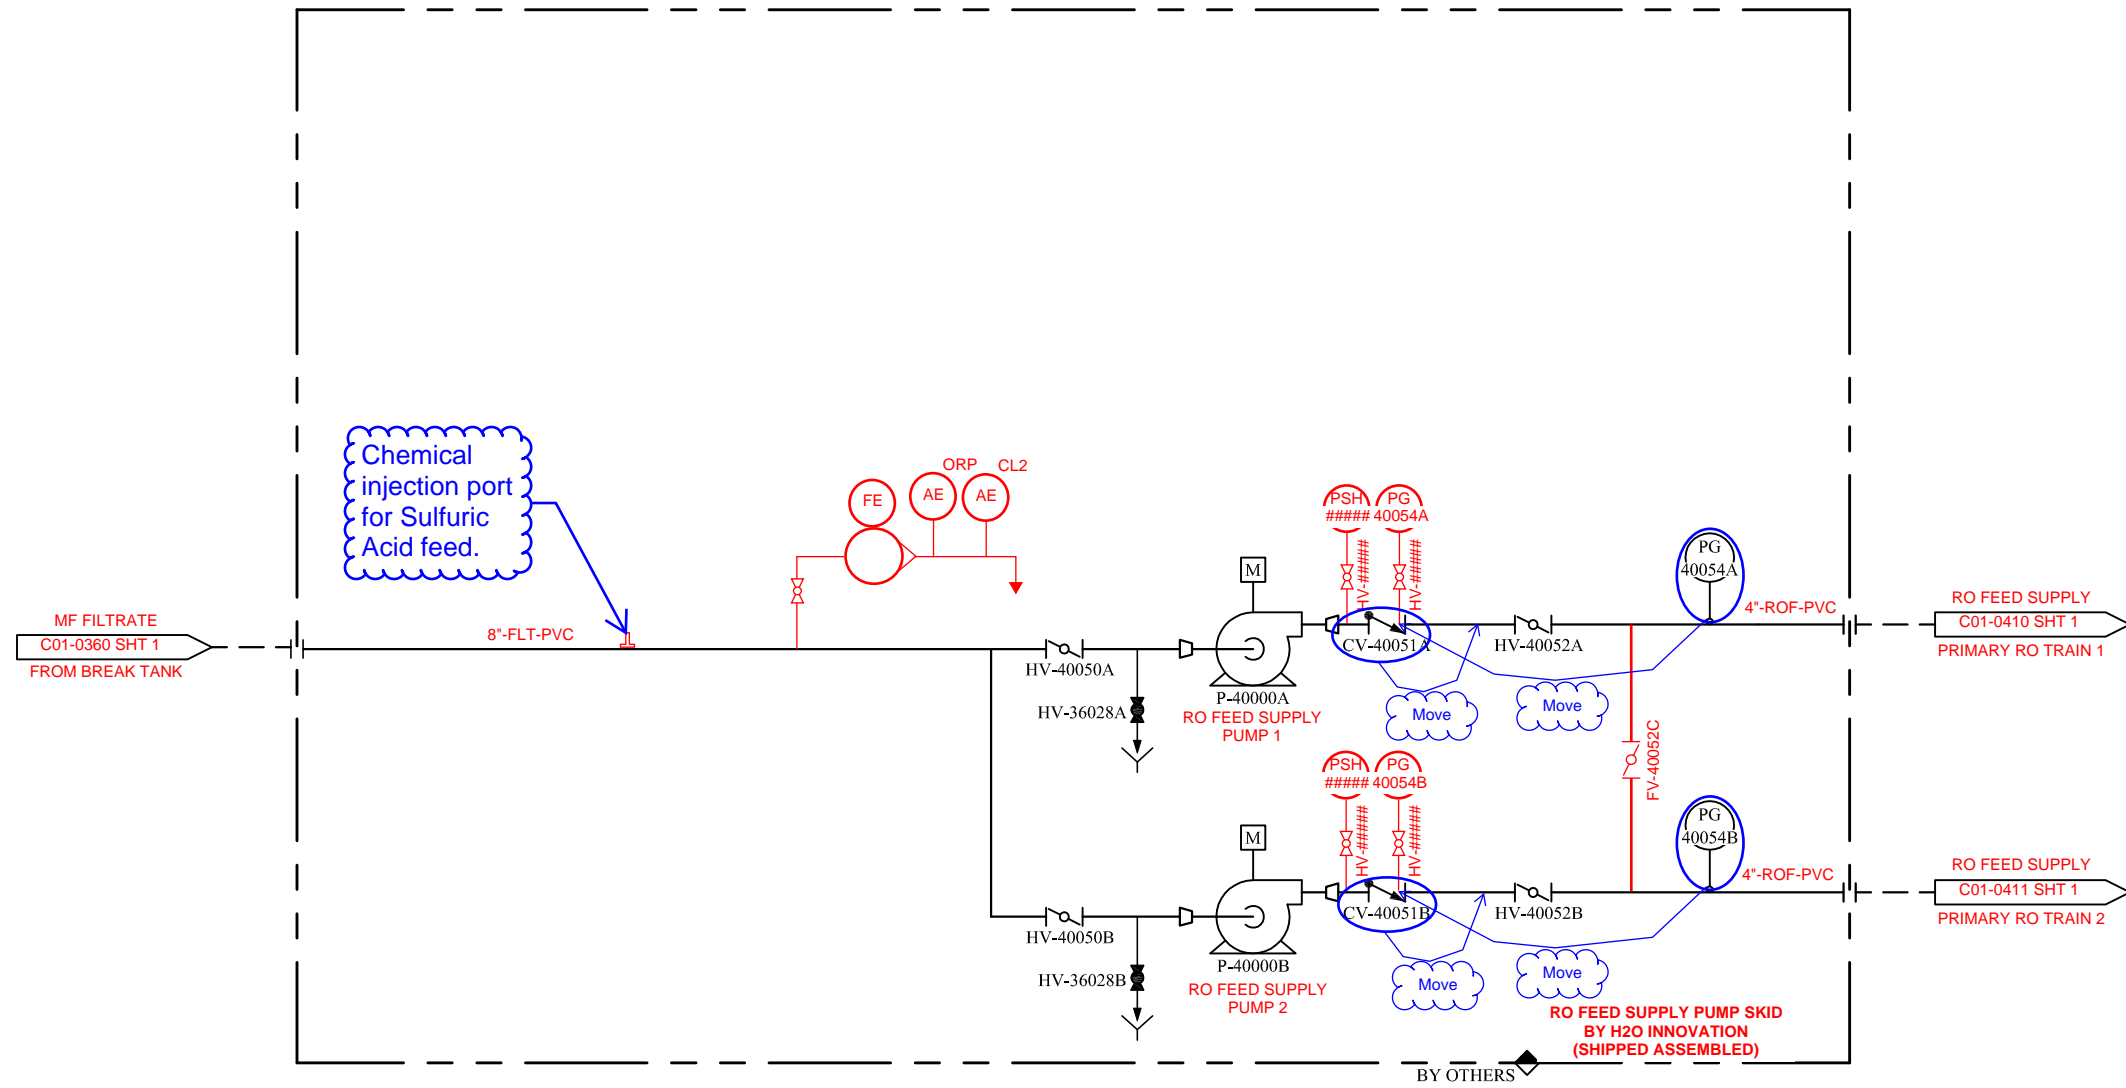 Chemical
injection port
for Sulfuric
Acid feed.
MF FILTRATE
C01-0360 SHT 1
FROM BREAK TANK
8"-FLT-PVC
FE
ORP
AE
CL2
AE
HV-40050A
HV-36028A
M
P-40000A
RO FEED SUPPLY
PUMP 1
PSH
#####
HV-#####
PG
40054A
HV-#####
CV-40051A
Move
HV-40052A
Move
PG
40054A
4"-ROF-PVC
RO FEED SUPPLY
C01-0410 SHT 1
PRIMARY RO TRAIN 1
FV-40052C
HV-40050B
HV-36028B
M
P-40000B
RO FEED SUPPLY
PUMP 2
PSH
#####
HV-#####
PG
40054B
HV-#####
CV-40051B
Move
HV-40052B
Move
PG
40054B
4"-ROF-PVC
RO FEED SUPPLY
C01-0411 SHT 1
PRIMARY RO TRAIN 2
RO FEED SUPPLY PUMP SKID
BY H2O INNOVATION
(SHIPPED ASSEMBLED)
BY OTHERS